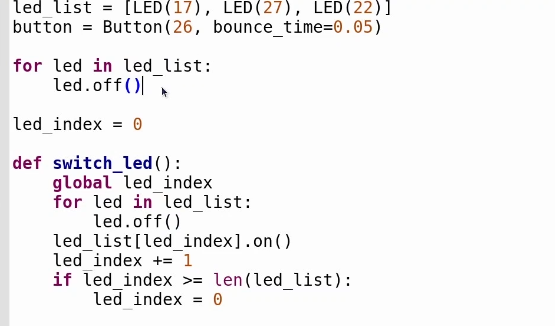 led_list = [LED(17), LED(27), LED(22)]
button = Button(26, bounce_time=0.05)

for led in led_list:
    led.off()

led_index = 0

def switch_led():
    global led_index
    for led in led_list:
        led.off()
    led_list[led_index].on()
    led_index += 1
    if led_index >= len(led_list):
        led_index = 0